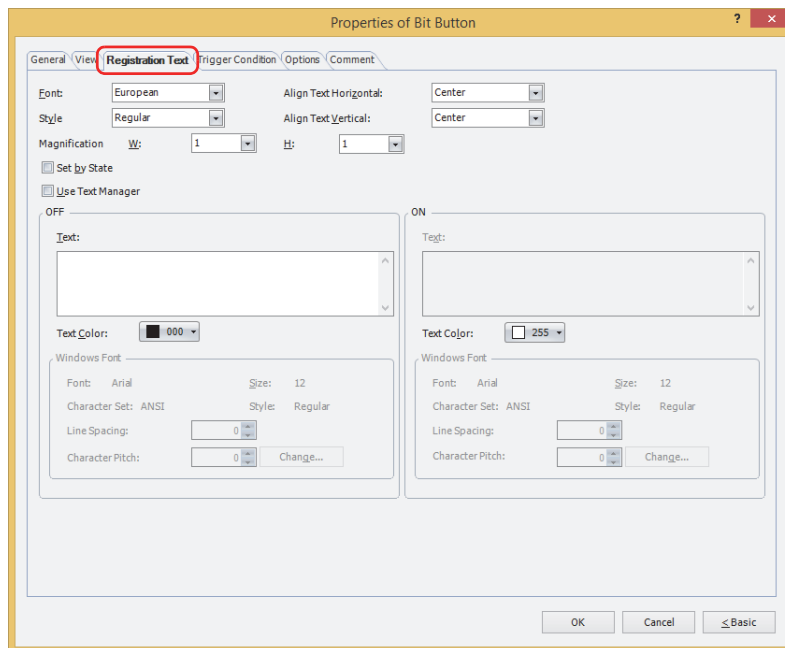 Properties of Bit Button
? ×
General View Registration Text Trigger Condition Options Comment
Font: European Align Text Horizontal: Center
Style Regular Align Text Vertical: Center
Magnification W: 1 H: 1
Set by State
Use Text Manager
OFF ON
Text: Text:
Text Color: 000 Text Color: 255
Windows Font Windows Font
Font: Arial Size: 12 Font: Arial Size: 12
Character Set: ANSI Style: Regular Character Set: ANSI Style: Regular
Line Spacing: 0 Line Spacing: 0
Character Pitch: 0 Change... Character Pitch: 0 Change...
OK Cancel < Basic